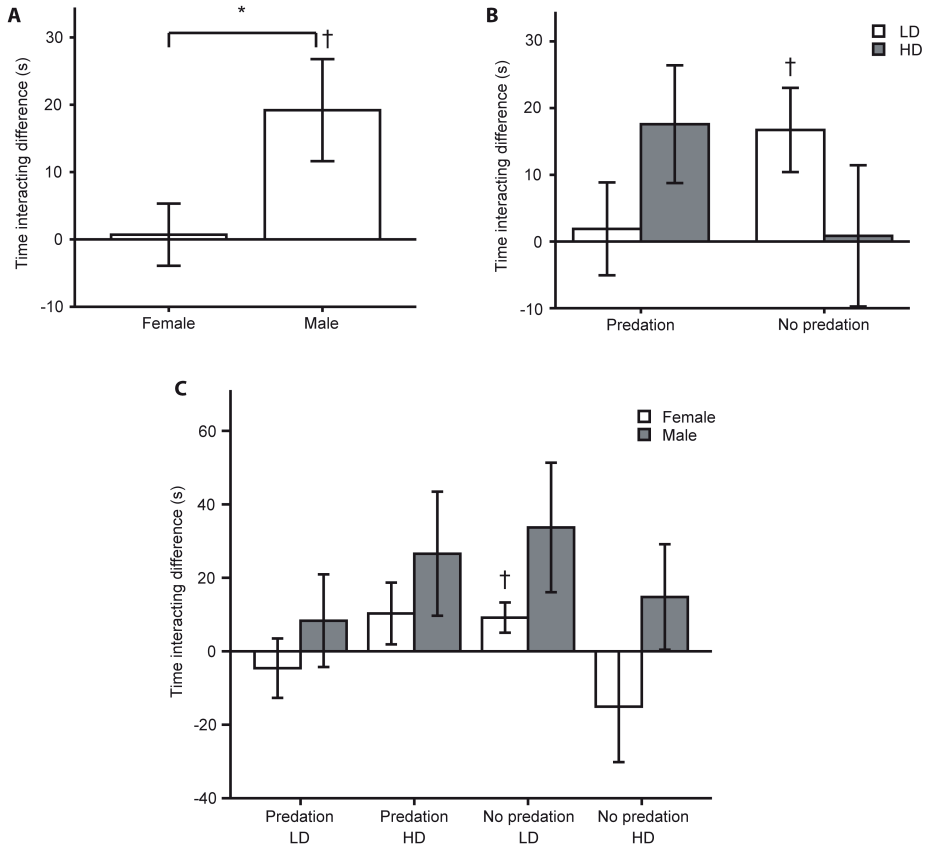 A
Time interacting difference (s)
30
20
10
0
-10
*
†
Female
Male
B
Time interacting difference (s)
30
20
10
0
-10
†
LD
HD
Predation
No predation
C
Time interacting difference (s)
60
40
20
0
-20
-40
†
Female
Male
Predation
LD
Predation
HD
No predation
LD
No predation
HD